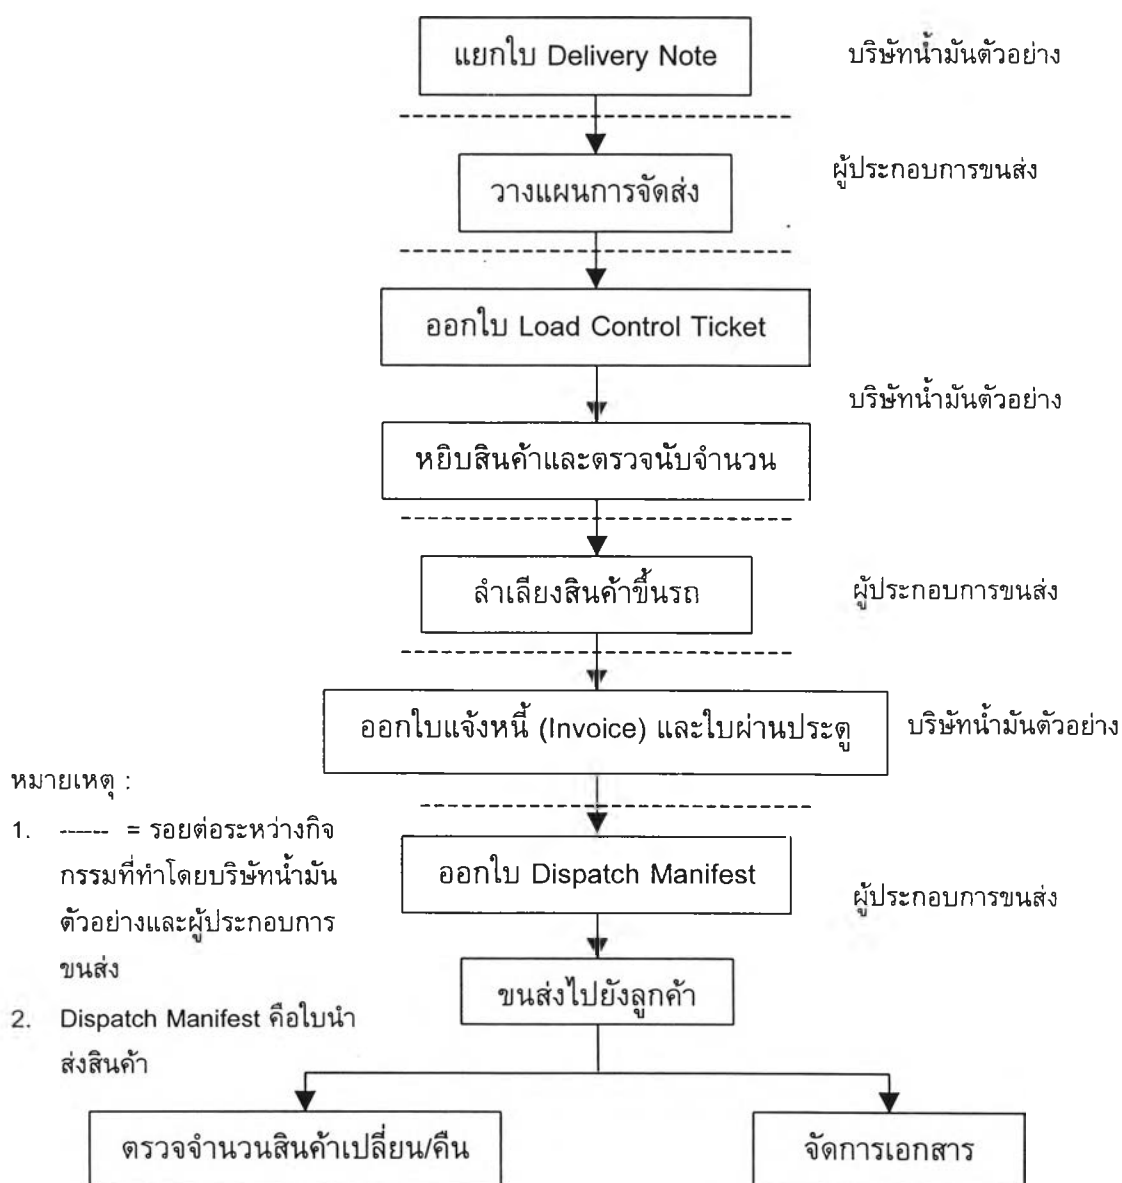 แยกใบ Delivery Note
บริษัทน้ำมันตัวอย่าง
วางแผนการจัดส่ง
ผู้ประกอบการขนส่ง
ออกใบ Load Control Ticket
บริษัทน้ำมันตัวอย่าง
หยิบสินค้าและตรวจนับจำนวน
ลำเลียงสินค้าขึ้นรถ
ผู้ประกอบการขนส่ง
ออกใบแจ้งหนี้ (Invoice) และใบผ่านประตู
บริษัทน้ำมันตัวอย่าง
หมายเหตุ :
1. ------ = รอยต่อระหว่างกิจ
กรรมที่ทำโดยบริษัทน้ำมัน
ตัวอย่างและผู้ประกอบการ
ขนส่ง
2. Dispatch Manifest คือใบนำ
ส่งสินค้า
ออกใบ Dispatch Manifest
ผู้ประกอบการขนส่ง
ขนส่งไปยังลูกค้า
ตรวจจำนวนสินค้าเปลี่ยน/คืน
จัดการเอกสาร